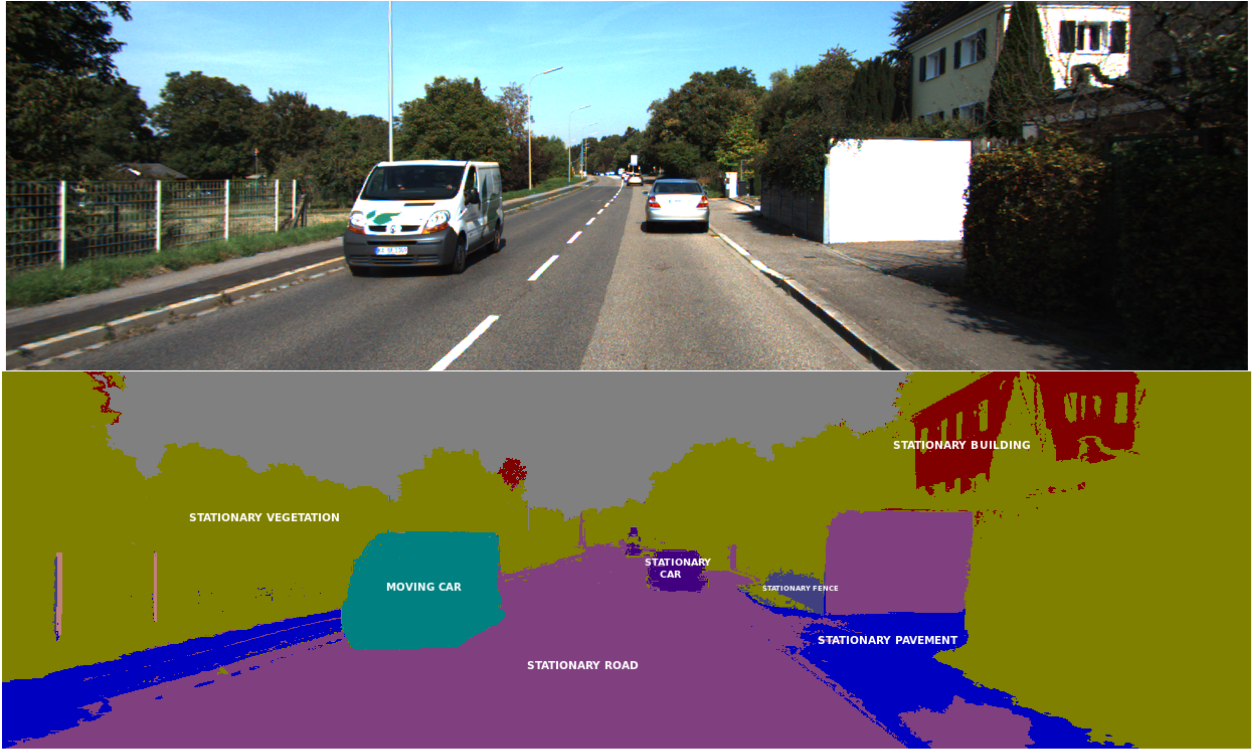 STATIONARY BUILDING
STATIONARY VEGETATION
STATIONARY
CAR
MOVING CAR
STATIONARY FENCE
STATIONARY PAVEMENT
STATIONARY ROAD